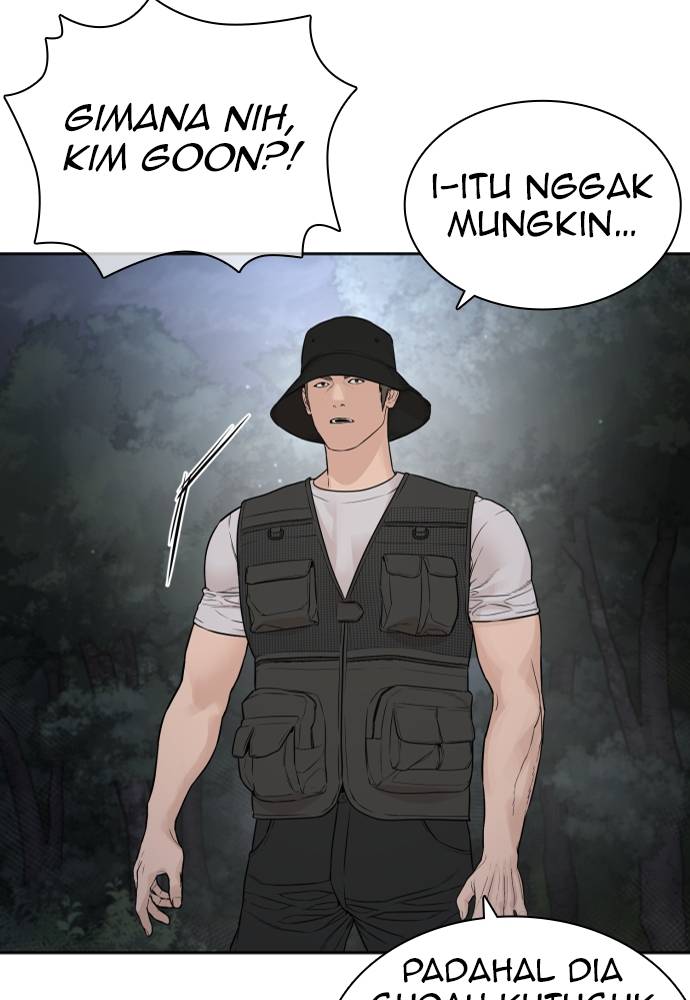 GIMANA NIH,
KIM GOON?!
I-ITU NGGAK
MUNGKIN...
PADAHAL DIA